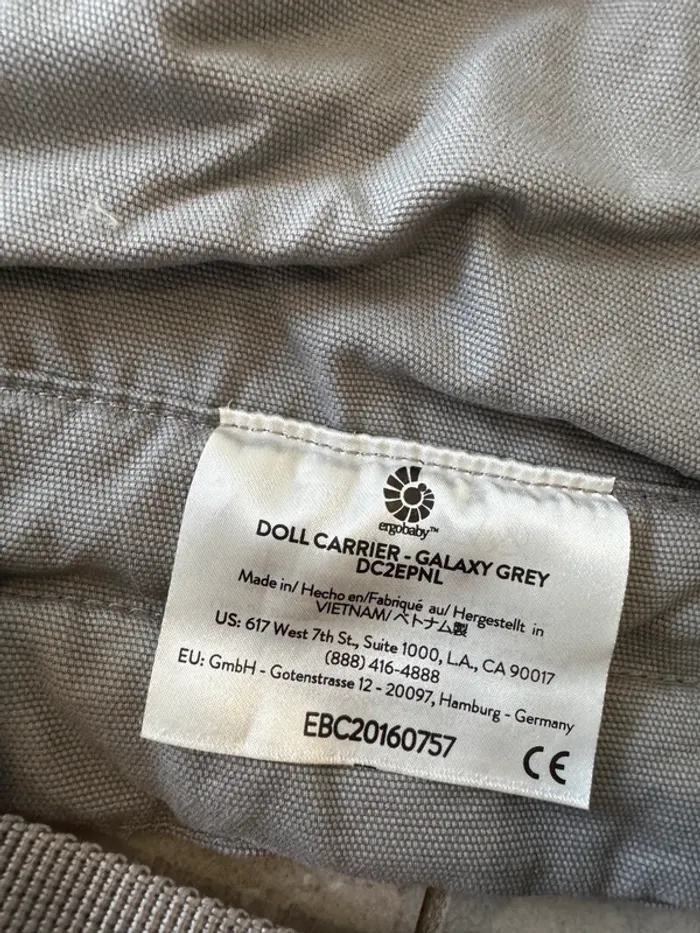 ergobaby™
DOLL CARRIER - GALAXY GREY
DC2EPNL
Made in/ Hecho en/Fabriqué au/ Hergestellt in
VIETNAM/ベトナム製
US: 617 West 7th St., Suite 1000, L.A., CA 90017
(888) 416-4888
EU: GmbH - Gotenstrasse 12 - 20097, Hamburg - Germany
EBC20160757
CE